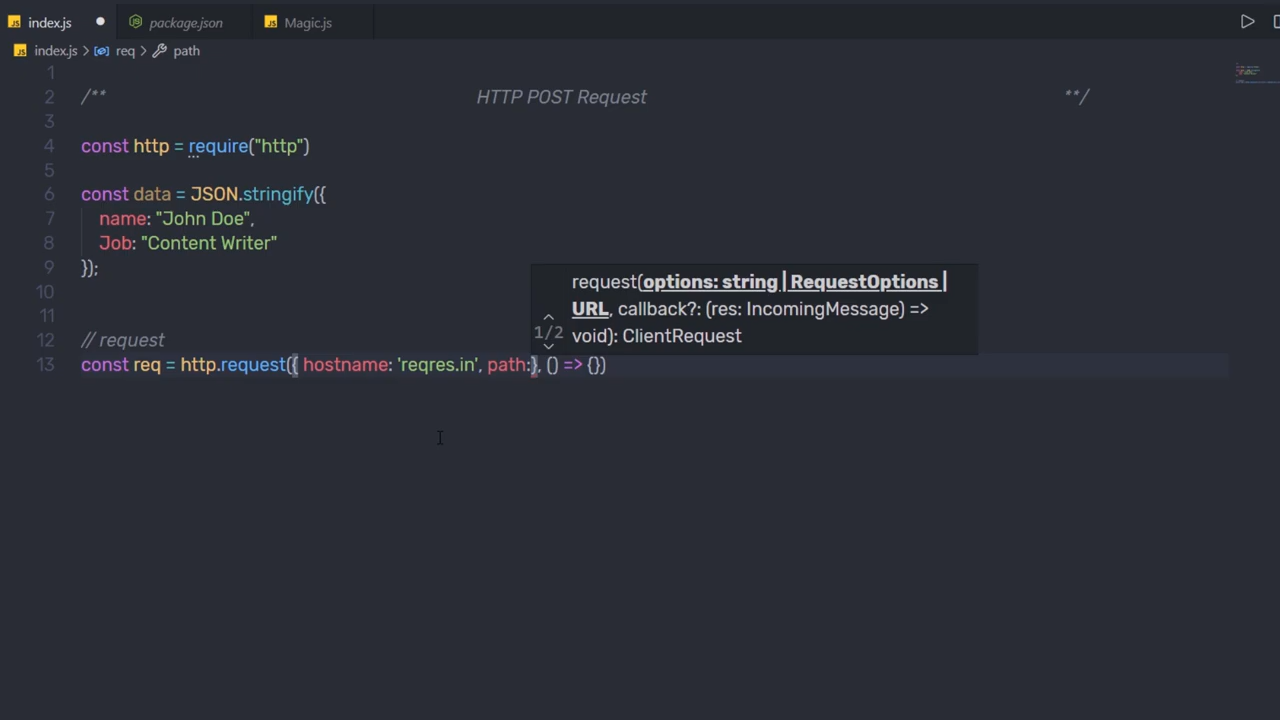 index.js
package.json
Magic.js
index.js > req > path
1
2 /** HTTP POST Request **/
3
4 const http = require("http")
5
6 const data = JSON.stringify({
7 name: "John Doe",
8 Job: "Content Writer"
9 });
10
11
12 // request
13 const req = http.request({ hostname: 'reqres.in', path:}, () => {})
request(options: string | RequestOptions |
URL, callback?: (res: IncomingMessage) =>
1/2 void): ClientRequest